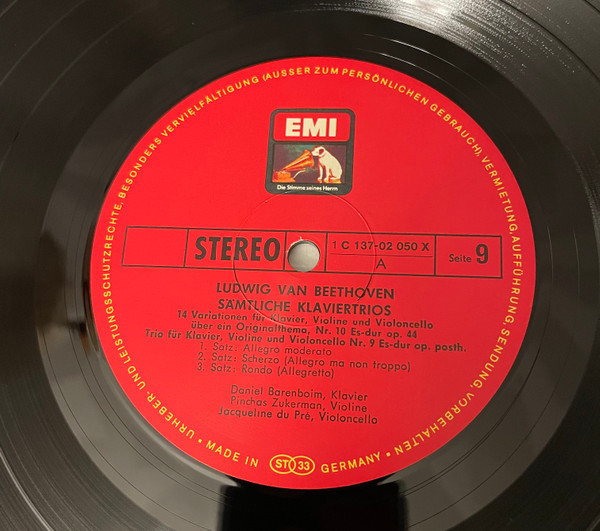 URHEBER- UND LEISTUNGSSCHUTZRECHTE, BESONDERS VERVIELFÄLTIGUNG (AUSSER ZUM PERSÖNLICHEN GEBRAUCH), VERMIETUNG, AUFFÜHRUNG, SENDUNG, VORBEHALTEN
EMI
Die Stimme seines Herrn
STEREO
1 C 137-02 050 X
A
Seite 9
LUDWIG VAN BEETHOVEN
SÄMTLICHE KLAVIERTRIOS
14 Variationen für Klavier, Violine und Violoncello
über ein Originalthema, Nr. 10 Es-dur op. 44
Trio für Klavier, Violine und Violoncello Nr. 9 Es-dur op. posth.
1. Satz: Allegro moderato
2. Satz: Scherzo (Allegro ma non troppo)
3. Satz: Rondo (Allegretto)
Daniel Barenboim, Klavier
Pinchas Zukerman, Violine
Jacqueline du Pré, Violoncello
• MADE IN ST 33 GERMANY •